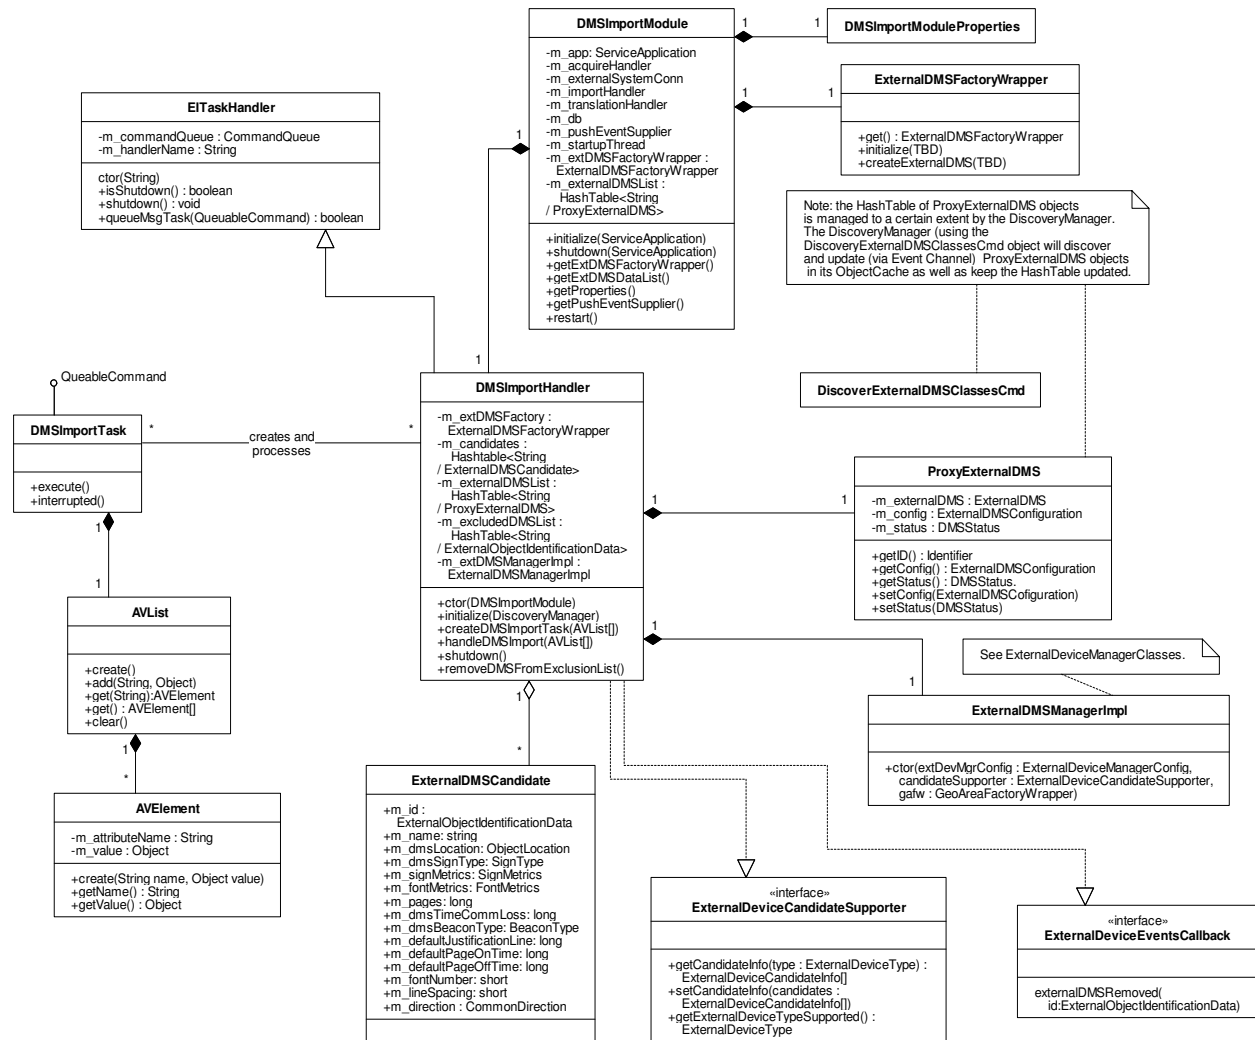 DMSImportModule
-m_app: ServiceApplication
-m_acquireHandler
-m_externalSystemConn
-m_importHandler
-m_translationHandler
-m_db
-m_pushEventSupplier
-m_startupThread
-m_extDMSFactoryWrapper :
ExternalDMSFactoryWrapper
-m_externalDMSList :
HashTable<String
/ ProxyExternalDMS>
+initialize(ServiceApplication)
+shutdown(ServiceApplication)
+getExtDMSFactoryWrapper()
+getExtDMSDataList()
+getProperties()
+getPushEventSupplier()
+restart()
1
1
DMSImportModuleProperties
1
1
ExternalDMSFactoryWrapper
+get() : ExternalDMSFactoryWrapper
+initialize(TBD)
+createExternalDMS(TBD)
EITaskHandler
-m_commandQueue : CommandQueue
-m_handlerName : String
ctor(String)
+isShutdown() : boolean
+shutdown() : void
+queueMsgTask(QueuableCommand) : boolean
1
1
Note: the HashTable of ProxyExternalDMS objects
is managed to a certain extent by the DiscoveryManager.
The DiscoveryManager (using the
DiscoveryExternalDMSClassesCmd object will discover
and update (via Event Channel) ProxyExternalDMS objects
in its ObjectCache as well as keep the HashTable updated.
DiscoverExternalDMSClassesCmd
QueableCommand
DMSImportTask
+execute()
+interrupted()
*
creates and
processes
*
DMSImportHandler
-m_extDMSFactory :
ExternalDMSFactoryWrapper
-m_candidates :
Hashtable<String
/ ExternalDMSCandidate>
-m_externalDMSList :
HashTable<String
/ ProxyExternalDMS>
-m_excludedDMSList :
HashTable<String
/ ExternalObjectIdentificationData>
-m_extDMSManagerImpl :
ExternalDMSManagerImpl
+ctor(DMSImportModule)
+initialize(DiscoveryManager)
+createDMSImportTask(AVList[])
+handleDMSImport(AVList[])
+shutdown()
+removeDMSFromExclusionList()
1
1
ProxyExternalDMS
-m_externalDMS : ExternalDMS
-m_config : ExternalDMSConfiguration
-m_status : DMSStatus
+getID() : Identifier
+getConfig() : ExternalDMSConfiguration
+getStatus() : DMSStatus.
+setConfig(ExternalDMSCofiguration)
+setStatus(DMSStatus)
1
1
AVList
+create()
+add(String, Object)
+get(String):AVElement
+get() : AVElement[]
+clear()
1
*
AVElement
-m_attributeName : String
-m_value : Object
+create(String name, Object value)
+getName() : String
+getValue() : Object
1
1
See ExternalDeviceManagerClasses.
ExternalDMSManagerImpl
+ctor(extDevMgrConfig : ExternalDeviceManagerConfig,
candidateSupporter : ExternalDeviceCandidateSupporter,
gafw : GeoAreaFactoryWrapper)
1
*
ExternalDMSCandidate
+m_id :
ExternalObjectIdentificationData
+m_name: string
+m_dmsLocation: ObjectLocation
+m_dmsSignType: SignType
+m_signMetrics: SignMetrics
+m_fontMetrics: FontMetrics
+m_pages: long
+m_dmsTimeCommLoss: long
+m_dmsBeaconType: BeaconType
+m_defaultJustificationLine: long
+m_defaultPageOnTime: long
+m_defaultPageOffTime: long
+m_fontNumber: short
+m_lineSpacing: short
+m_direction : CommonDirection
«interface»
ExternalDeviceCandidateSupporter
+getCandidateInfo(type : ExternalDeviceType) :
ExternalDeviceCandidateInfo[]
+setCandidateInfo(candidates :
ExternalDeviceCandidateInfo[])
+getExternalDeviceTypeSupported() :
ExternalDeviceType
«interface»
ExternalDeviceEventsCallback
externalDMSRemoved(
id:ExternalObjectIdentificationData)